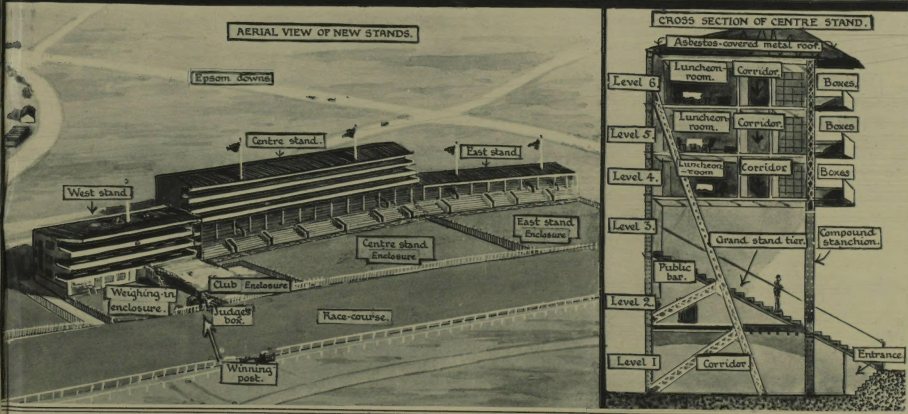 AERIAL VIEW OF NEW STANDS.
Epsom downs
Centre stand.
East stand.
West stand
East stand
Enclosure
Centre stand
Enclosure
Club Enclosure
Weighing-in
enclosure.
Judge's
box.
Race-course.
Winning
post.
CROSS SECTION OF CENTRE STAND.
Asbestos-covered metal roof.
Level 6
Luncheon-
room.
Corridor.
Boxes.
Level 5.
Luncheon-
room.
Corridor.
Boxes
Level 4.
Luncheon
-room
Corridor
Boxes
Level 3.
Grand stand tier.
Compound
stanchion.
Public
bar.
Level 2
Level 1
Corridor
Entrance